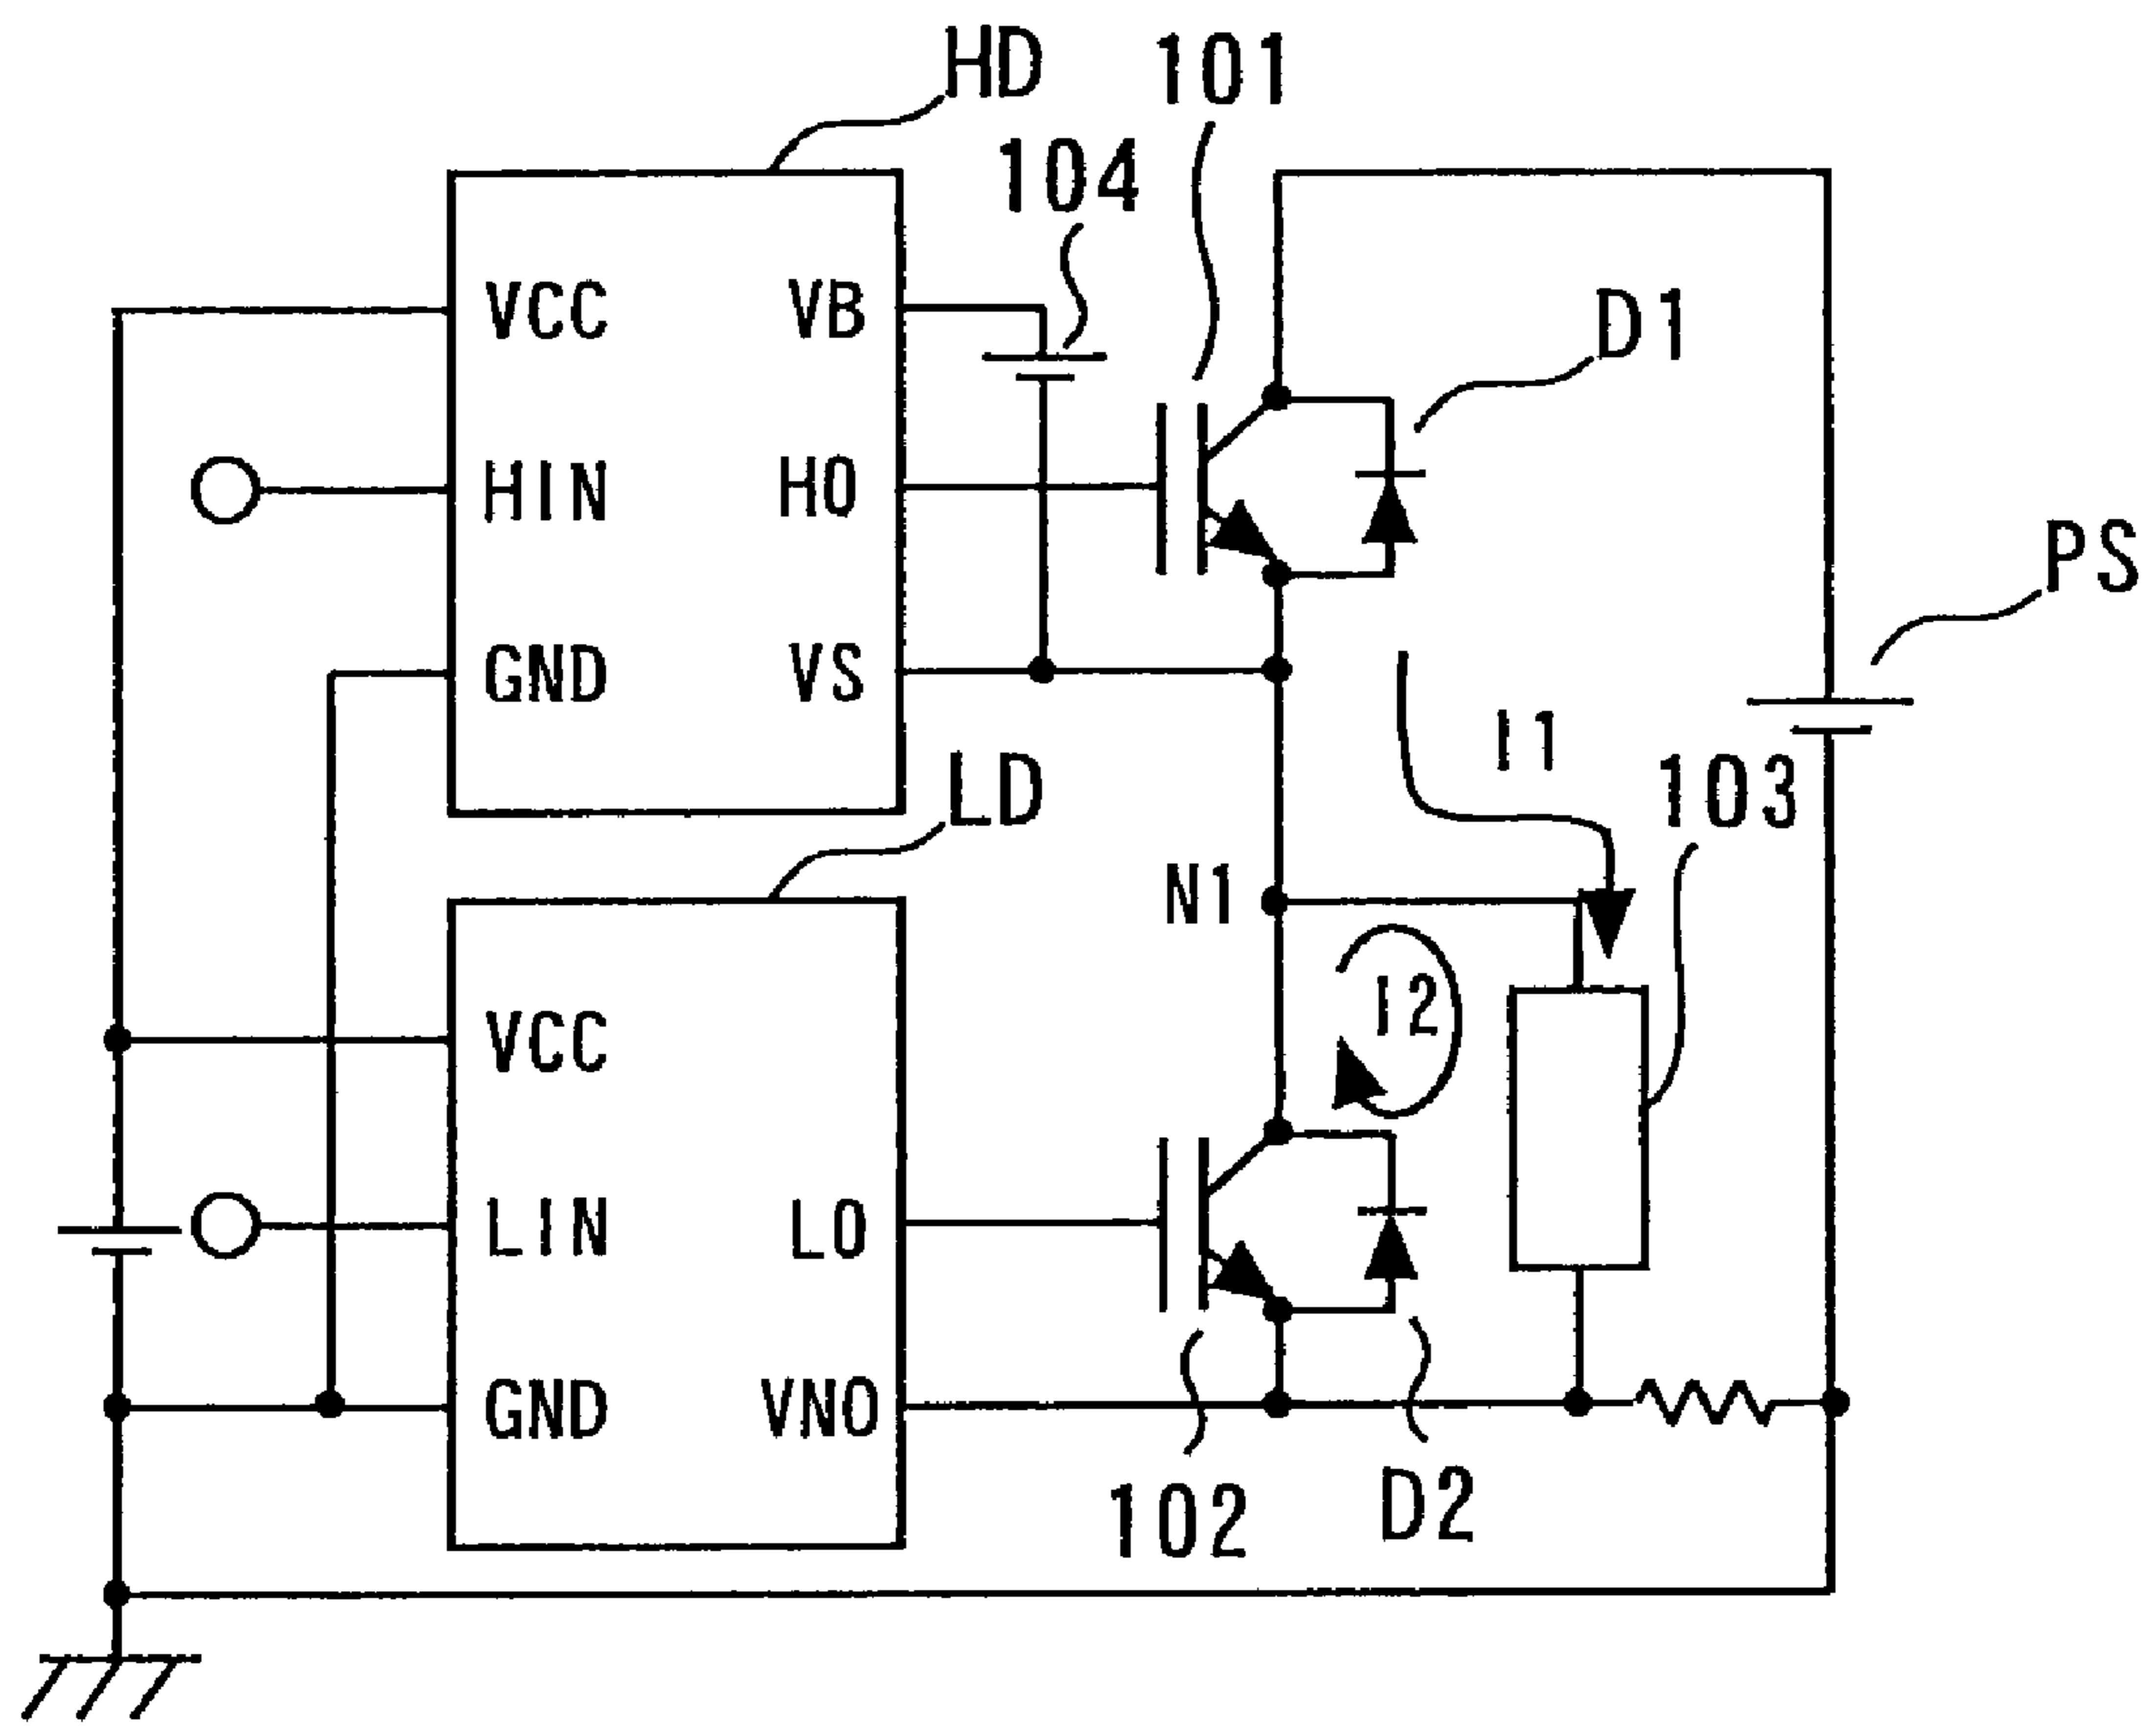 HD
101
104
VCC
VB
D1
HIN
HO
PS
GND
VS
I1
LD
103
N1
I2
VCC
LIN
LO
GND
VNO
102
D2